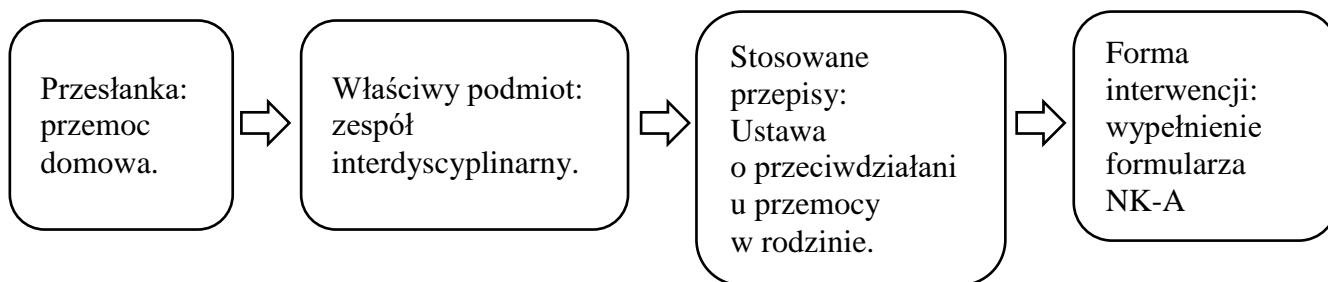 Przesłanka:
przemoc
domowa.
Właściwy podmiot:
zespół
interdyscyplinarny.
Stosowane
przepisy:
Ustawa
o przeciwdziałani
u przemocy
w rodzinie.
Forma
interwencji:
wypełnienie
formularza
NK-A